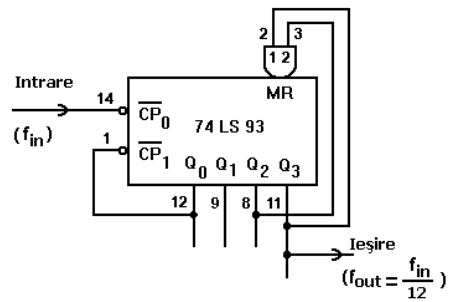 2 3
1 2
MR
Intrare
14
(fin)
CP0
74 LS 93
1
CP1
Q0 Q1 Q2 Q3
12 9 8 11
Ieşire
(fout = fin/12)